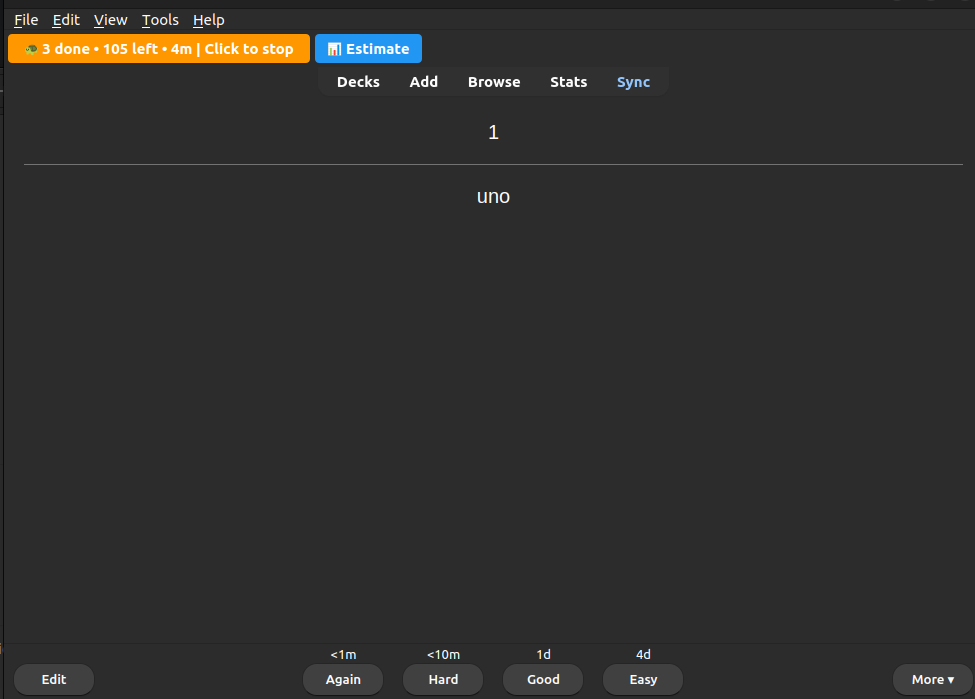 File Edit View Tools Help
🐢 3 done • 105 left • 4m | Click to stop 📊 Estimate
Decks Add Browse Stats Sync
1
uno
<1m <10m 1d 4d
Edit Again Hard Good Easy More ▾